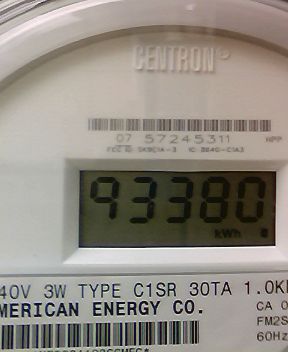 CENTRON
07 57245311
93380
kWh
40V 3W TYPE C1SR 30TA 1.0K
MERICAN ENERGY CO. CA 0
FM2S
60Hz